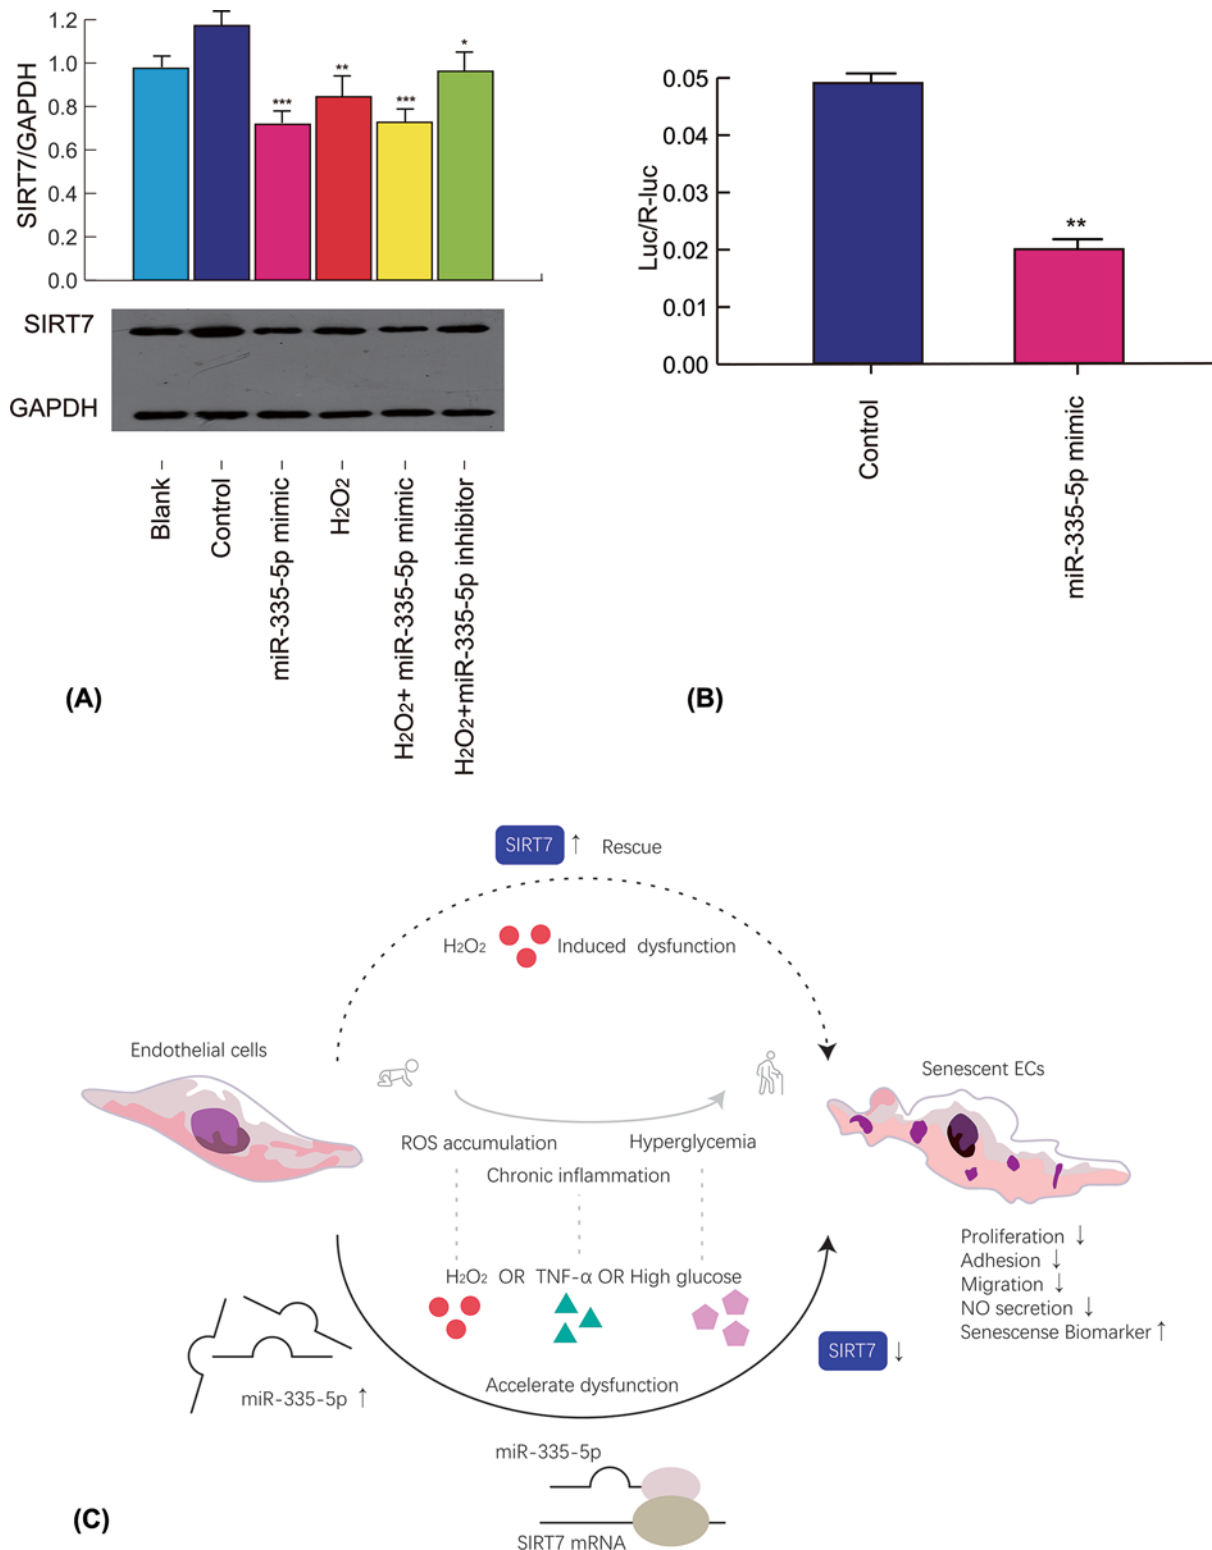 1.2
1.0
0.8
0.6
0.4
0.2
0.0
SIRT7/GAPDH
***
**
***
*
SIRT7
GAPDH
Blank
Control
miR-335-5p mimic
H2O2
H2O2+ miR-335-5p mimic
H2O2+miR-335-5p inhibitor
(A)
0.05
0.04
0.03
0.02
0.01
0.00
Luc/R-luc
**
Control
miR-335-5p mimic
(B)
SIRT7 ↑ Rescue
H2O2 Induced dysfunction
Endothelial cells
Senescent ECs
ROS accumulation
Hyperglycemia
Chronic inflammation
H2O2 OR TNF-α OR High glucose
Proliferation ↓
Adhesion ↓
Migration ↓
NO secretion ↓
Senescense Biomarker ↑
SIRT7 ↓
miR-335-5p ↑
Accelerate dysfunction
miR-335-5p
SIRT7 mRNA
(C)